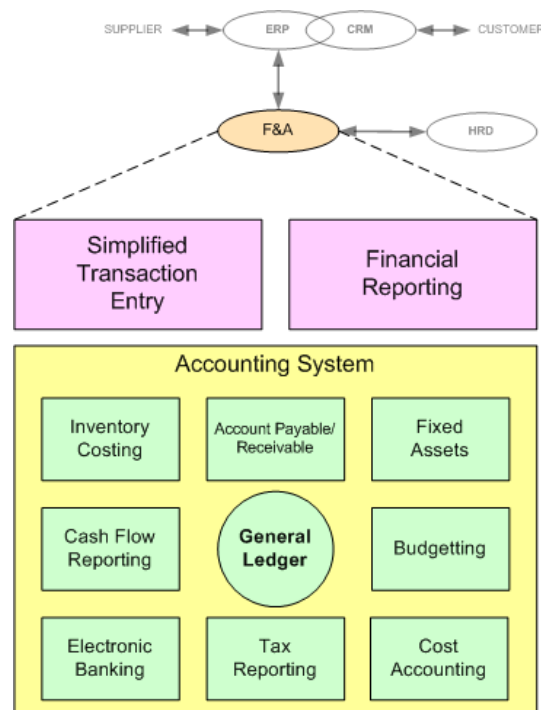 SUPPLIER
ERP
CRM
CUSTOMER
F&A
HRD
Simplified
Transaction
Entry
Financial
Reporting
Accounting System
Inventory
Costing
Account Payable/
Receivable
Fixed
Assets
Cash Flow
Reporting
General
Ledger
Budgetting
Electronic
Banking
Tax
Reporting
Cost
Accounting